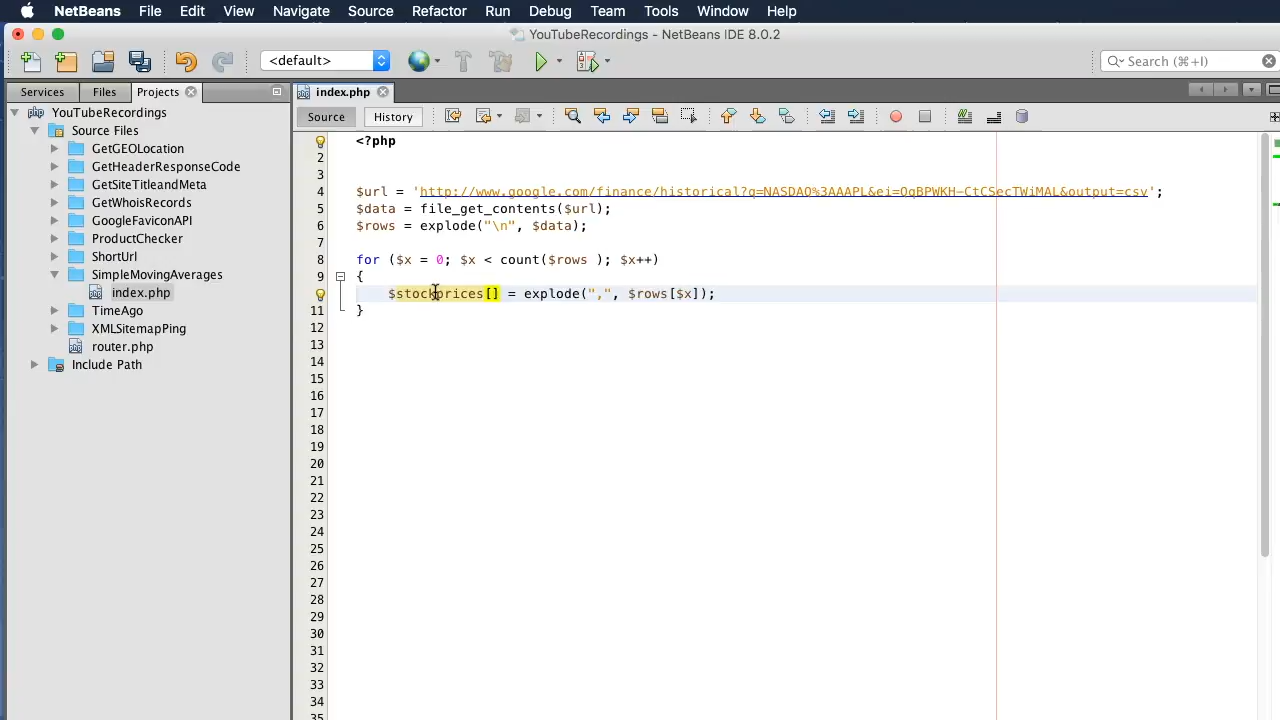 NetBeans File Edit View Navigate Source Refactor Run Debug Team Tools Window Help
YouTubeRecordings - NetBeans IDE 8.0.2
<default> Search (⌘+I)
Services Files Projects index.php
Source History
YouTubeRecordings
Source Files
GetGEOLocation
GetHeaderResponseCode
GetSiteTitleandMeta
GetWhoisRecords
GoogleFaviconAPI
ProductChecker
ShortUrl
SimpleMovingAverages
index.php
TimeAgo
XMLSitemapPing
router.php
Include Path
<?php
2
3
4 $url = 'http://www.google.com/finance/historical?q=NASDAQ%3AAAPL&ei=OqBPWKH-CtCSecTWiMAL&output=csv';
5 $data = file_get_contents($url);
6 $rows = explode("\n", $data);
7
8 for ($x = 0; $x < count($rows ); $x++)
9 {
$stockprices[] = explode(",", $rows[$x]);
11 }
12
13
14
15
16
17
18
19
20
21
22
23
24
25
26
27
28
29
30
31
32
33
34
35